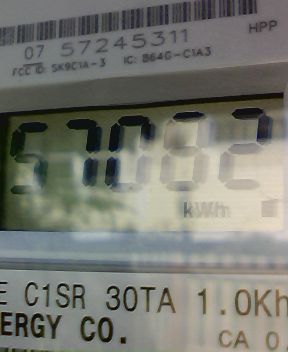 HPP
07 57245311
FCC ID: SK9C1A-3 IC: 864G-C1A3
57082
kWh
E C1SR 30TA 1.0Kh
ERGY CO.
CA 0.